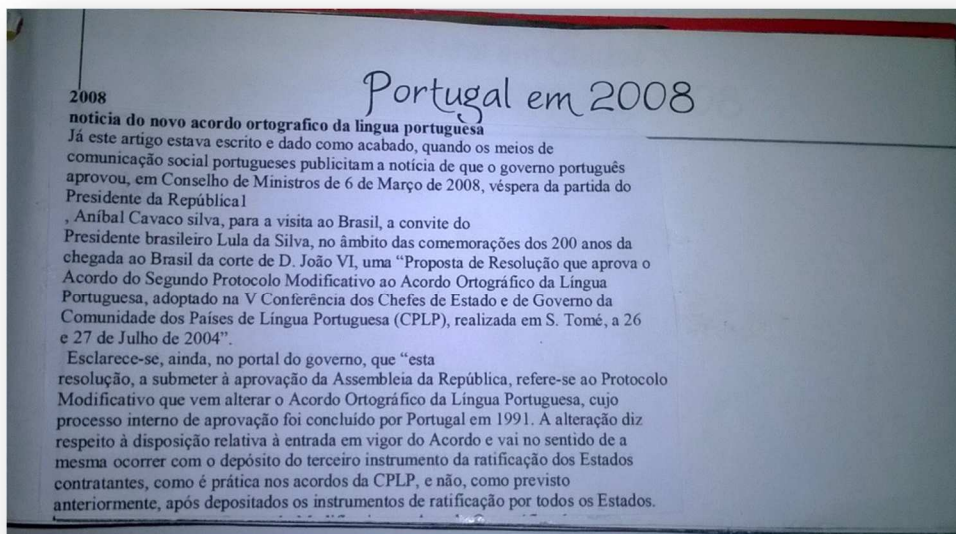 Portugal em 2008
2008
noticia do novo acordo ortografico da lingua portuguesa
Já este artigo estava escrito e dado como acabado, quando os meios de
comunicação social portugueses publicitam a notícia de que o governo português
aprovou, em Conselho de Ministros de 6 de Março de 2008, véspera da partida do
Presidente da República1
, Aníbal Cavaco silva, para a visita ao Brasil, a convite do
Presidente brasileiro Lula da Silva, no âmbito das comemorações dos 200 anos da
chegada ao Brasil da corte de D. João VI, uma “Proposta de Resolução que aprova o
Acordo do Segundo Protocolo Modificativo ao Acordo Ortográfico da Língua
Portuguesa, adoptado na V Conferência dos Chefes de Estado e de Governo da
Comunidade dos Países de Língua Portuguesa (CPLP), realizada em S. Tomé, a 26
e 27 de Julho de 2004”.
Esclarece-se, ainda, no portal do governo, que “esta
resolução, a submeter à aprovação da Assembleia da República, refere-se ao Protocolo
Modificativo que vem alterar o Acordo Ortográfico da Língua Portuguesa, cujo
processo interno de aprovação foi concluído por Portugal em 1991. A alteração diz
respeito à disposição relativa à entrada em vigor do Acordo e vai no sentido de a
mesma ocorrer com o depósito do terceiro instrumento da ratificação dos Estados
contratantes, como é prática nos acordos da CPLP, e não, como previsto
anteriormente, após depositados os instrumentos de ratificação por todos os Estados.